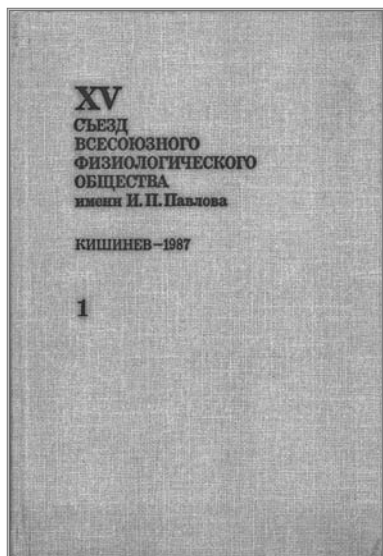 XV
СЪЕЗД
ВСЕСОЮЗНОГО
ФИЗИОЛОГИЧЕСКОГО
ОБЩЕСТВА
имени И. П. Павлова
КИШИНЕВ—1987
1